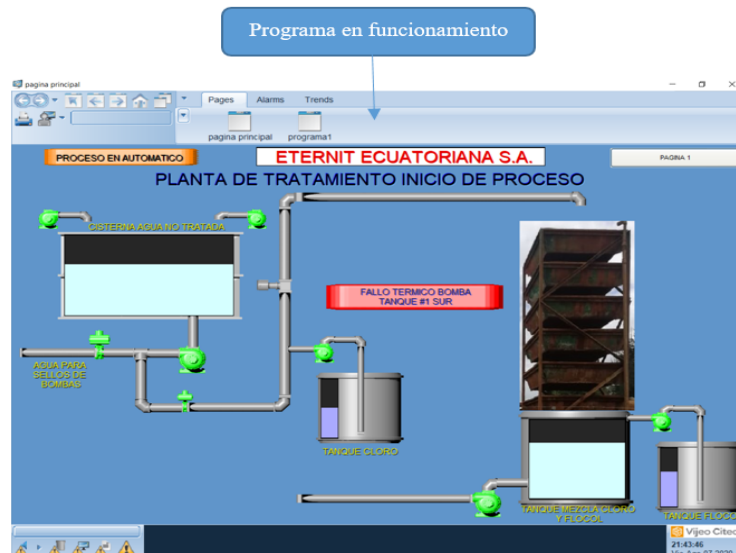 Programa en funcionamiento
pagina principal
Pages Alarms Trends
pagina principal programa1
PROCESO EN AUTOMATICO
ETERNIT ECUATORIANA S.A.
PAGINA 1
PLANTA DE TRATAMIENTO INICIO DE PROCESO
CISTERNA AGUA NO TRATADA
FALLO TERMICO BOMBA
TANQUE #1 SUR
AGUA PARA
SELLOS DE
BOMBAS
TANQUE CLORO
TANQUE MEZCLA CLORO
Y FLOCOL
TANQUE FLOCO
Vijeo Citec
21:43:46